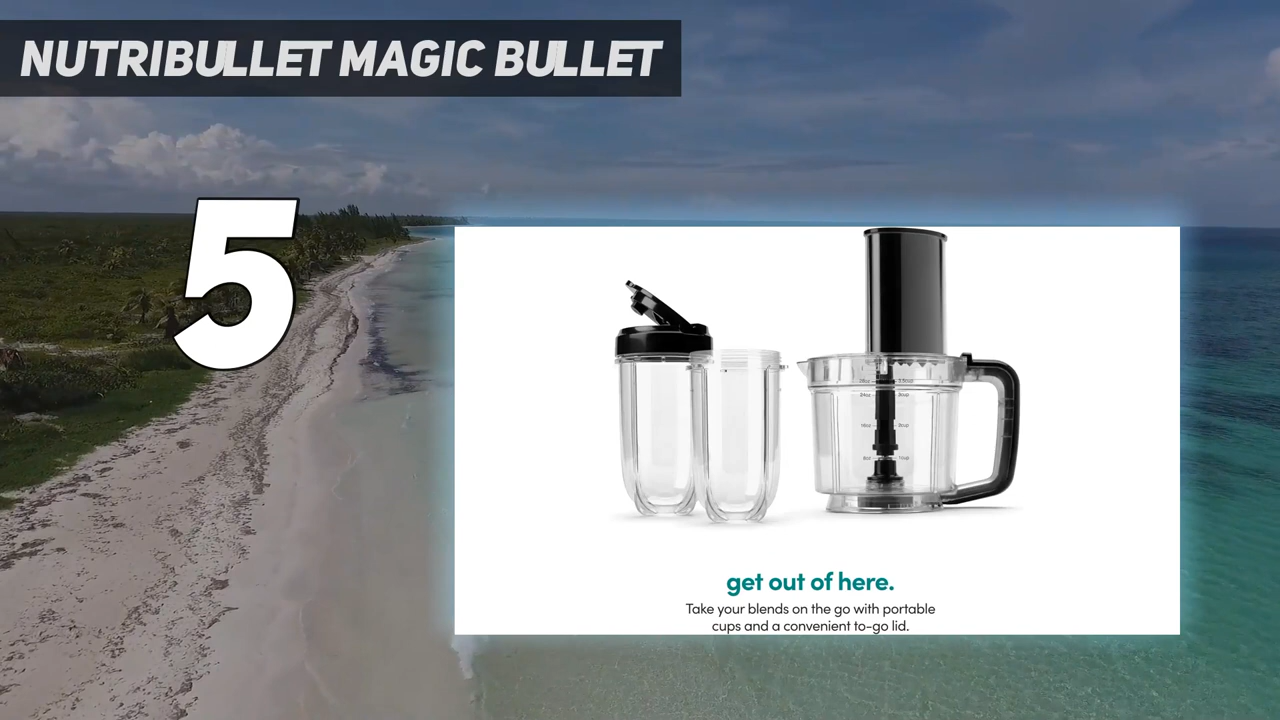 NUTRIBULLET MAGIC BULLET
5
get out of here.
Take your blends on the go with portable
cups and a convenient to-go lid.